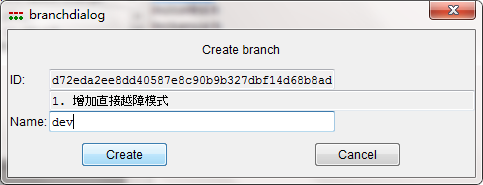 branchdialog
Create branch
ID: d72eda2ee8dd40587e8c90b9b327dbf14d68b8ad
1. 增加直接越障模式
Name: dev
Create Cancel